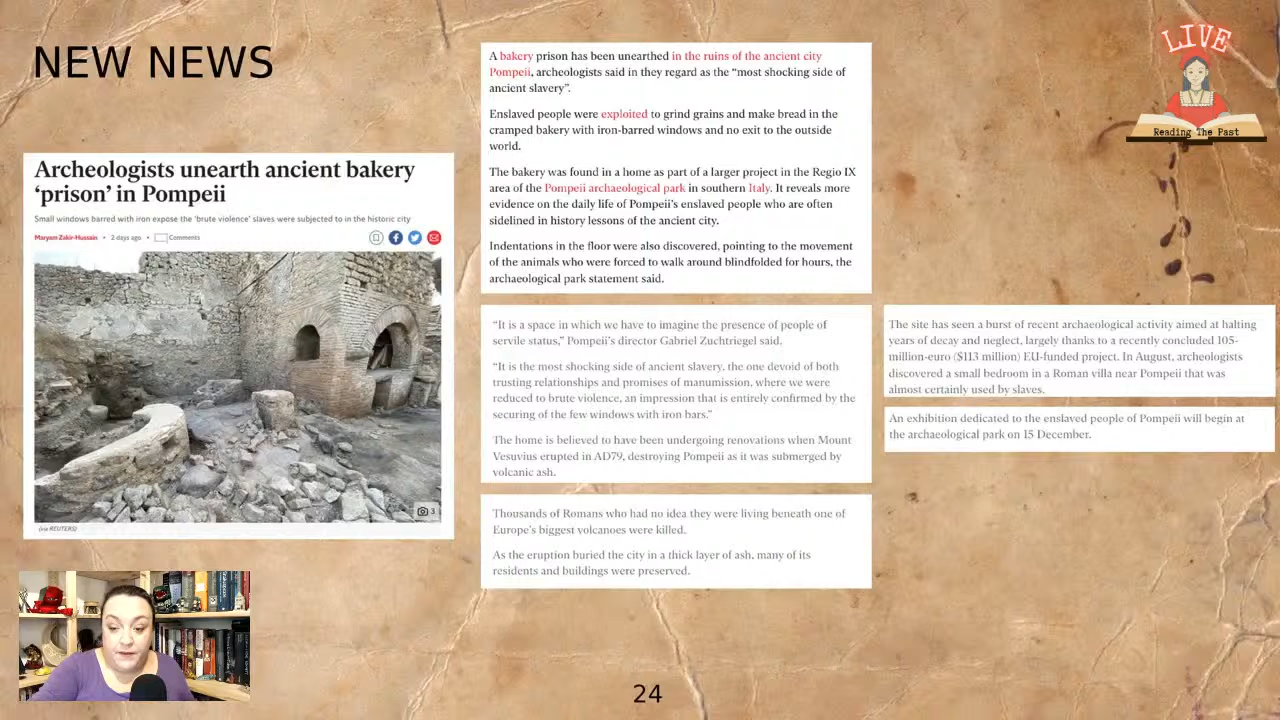 NEW NEWS
Archeologists unearth ancient bakery
‘prison’ in Pompeii
Small windows barred with iron expose the ‘brute violence’ slaves were subjected to in the historic city
Maryam Zakir-Hussain • 2 days ago • Comments
3
(via REUTERS)
A bakery prison has been unearthed in the ruins of the ancient city
Pompeii, archeologists said in they regard as the “most shocking side of
ancient slavery”.
Enslaved people were exploited to grind grains and make bread in the
cramped bakery with iron-barred windows and no exit to the outside
world.
The bakery was found in a home as part of a larger project in the Regio IX
area of the Pompeii archaeological park in southern Italy. It reveals more
evidence on the daily life of Pompeii’s enslaved people who are often
sidelined in history lessons of the ancient city.
Indentations in the floor were also discovered, pointing to the movement
of the animals who were forced to walk around blindfolded for hours, the
archaeological park statement said.
“It is a space in which we have to imagine the presence of people of
servile status,” Pompeii’s director Gabriel Zuchtriegel said.
“It is the most shocking side of ancient slavery, the one devoid of both
trusting relationships and promises of manumission, where we were
reduced to brute violence, an impression that is entirely confirmed by the
securing of the few windows with iron bars.”
The home is believed to have been undergoing renovations when Mount
Vesuvius erupted in AD79, destroying Pompeii as it was submerged by
volcanic ash.
Thousands of Romans who had no idea they were living beneath one of
Europe’s biggest volcanoes were killed.
As the eruption buried the city in a thick layer of ash, many of its
residents and buildings were preserved.
LIVE
Reading The Past
The site has seen a burst of recent archaeological activity aimed at halting
years of decay and neglect, largely thanks to a recently concluded 105-
million-euro ($113 million) EU-funded project. In August, archeologists
discovered a small bedroom in a Roman villa near Pompeii that was
almost certainly used by slaves.
An exhibition dedicated to the enslaved people of Pompeii will begin at
the archaeological park on 15 December.
24